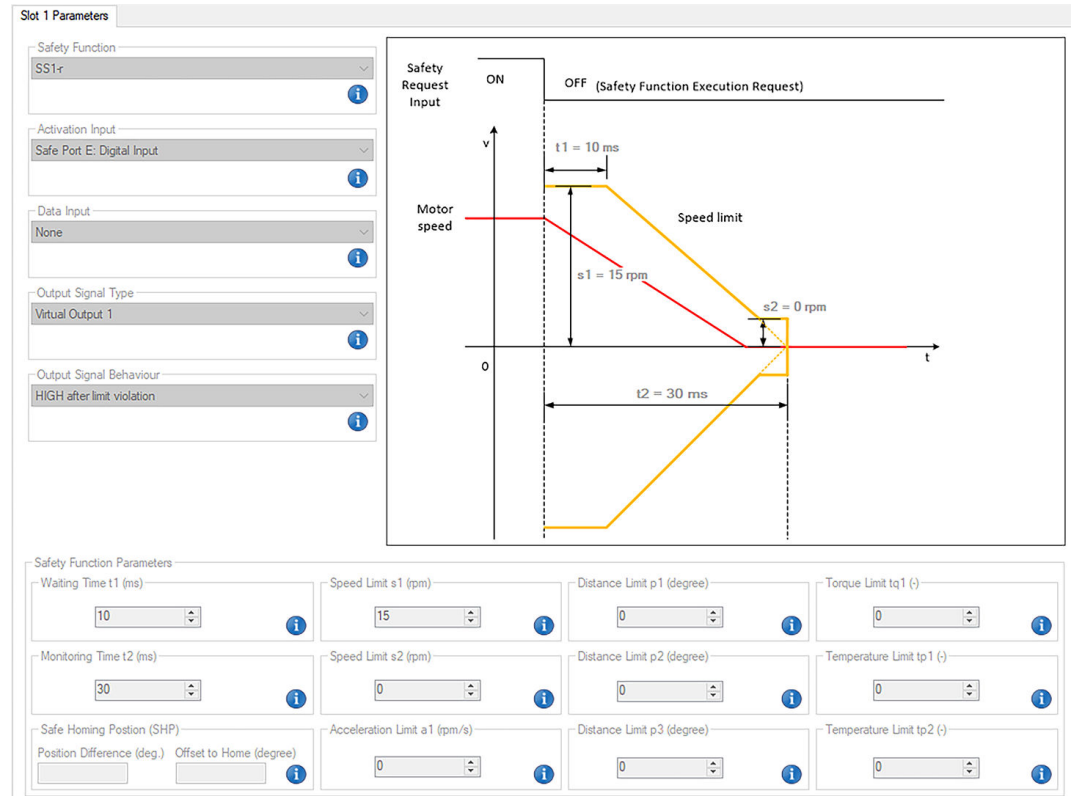 Slot 1 Parameters
Safety Function
SS1-r
Activation Input
Safe Port E: Digital Input
Data Input
None
Output Signal Type
Virtual Output 1
Output Signal Behaviour
HIGH after limit violation
Safety
Request
Input
ON
OFF (Safety Function Execution Request)
v
t1 = 10 ms
Motor
speed
Speed limit
s1 = 15 rpm
s2 = 0 rpm
t
0
t2 = 30 ms
Safety Function Parameters
Waiting Time t1 (ms)
10
Speed Limit s1 (rpm)
15
Distance Limit p1 (degree)
0
Torque Limit tq1 (-)
0
Monitoring Time t2 (ms)
30
Speed Limit s2 (rpm)
0
Distance Limit p2 (degree)
0
Temperature Limit tp1 (-)
0
Safe Homing Postion (SHP)
Position Difference (deg.) Offset to Home (degree)
Acceleration Limit a1 (rpm/s)
0
Distance Limit p3 (degree)
0
Temperature Limit tp2 (-)
0